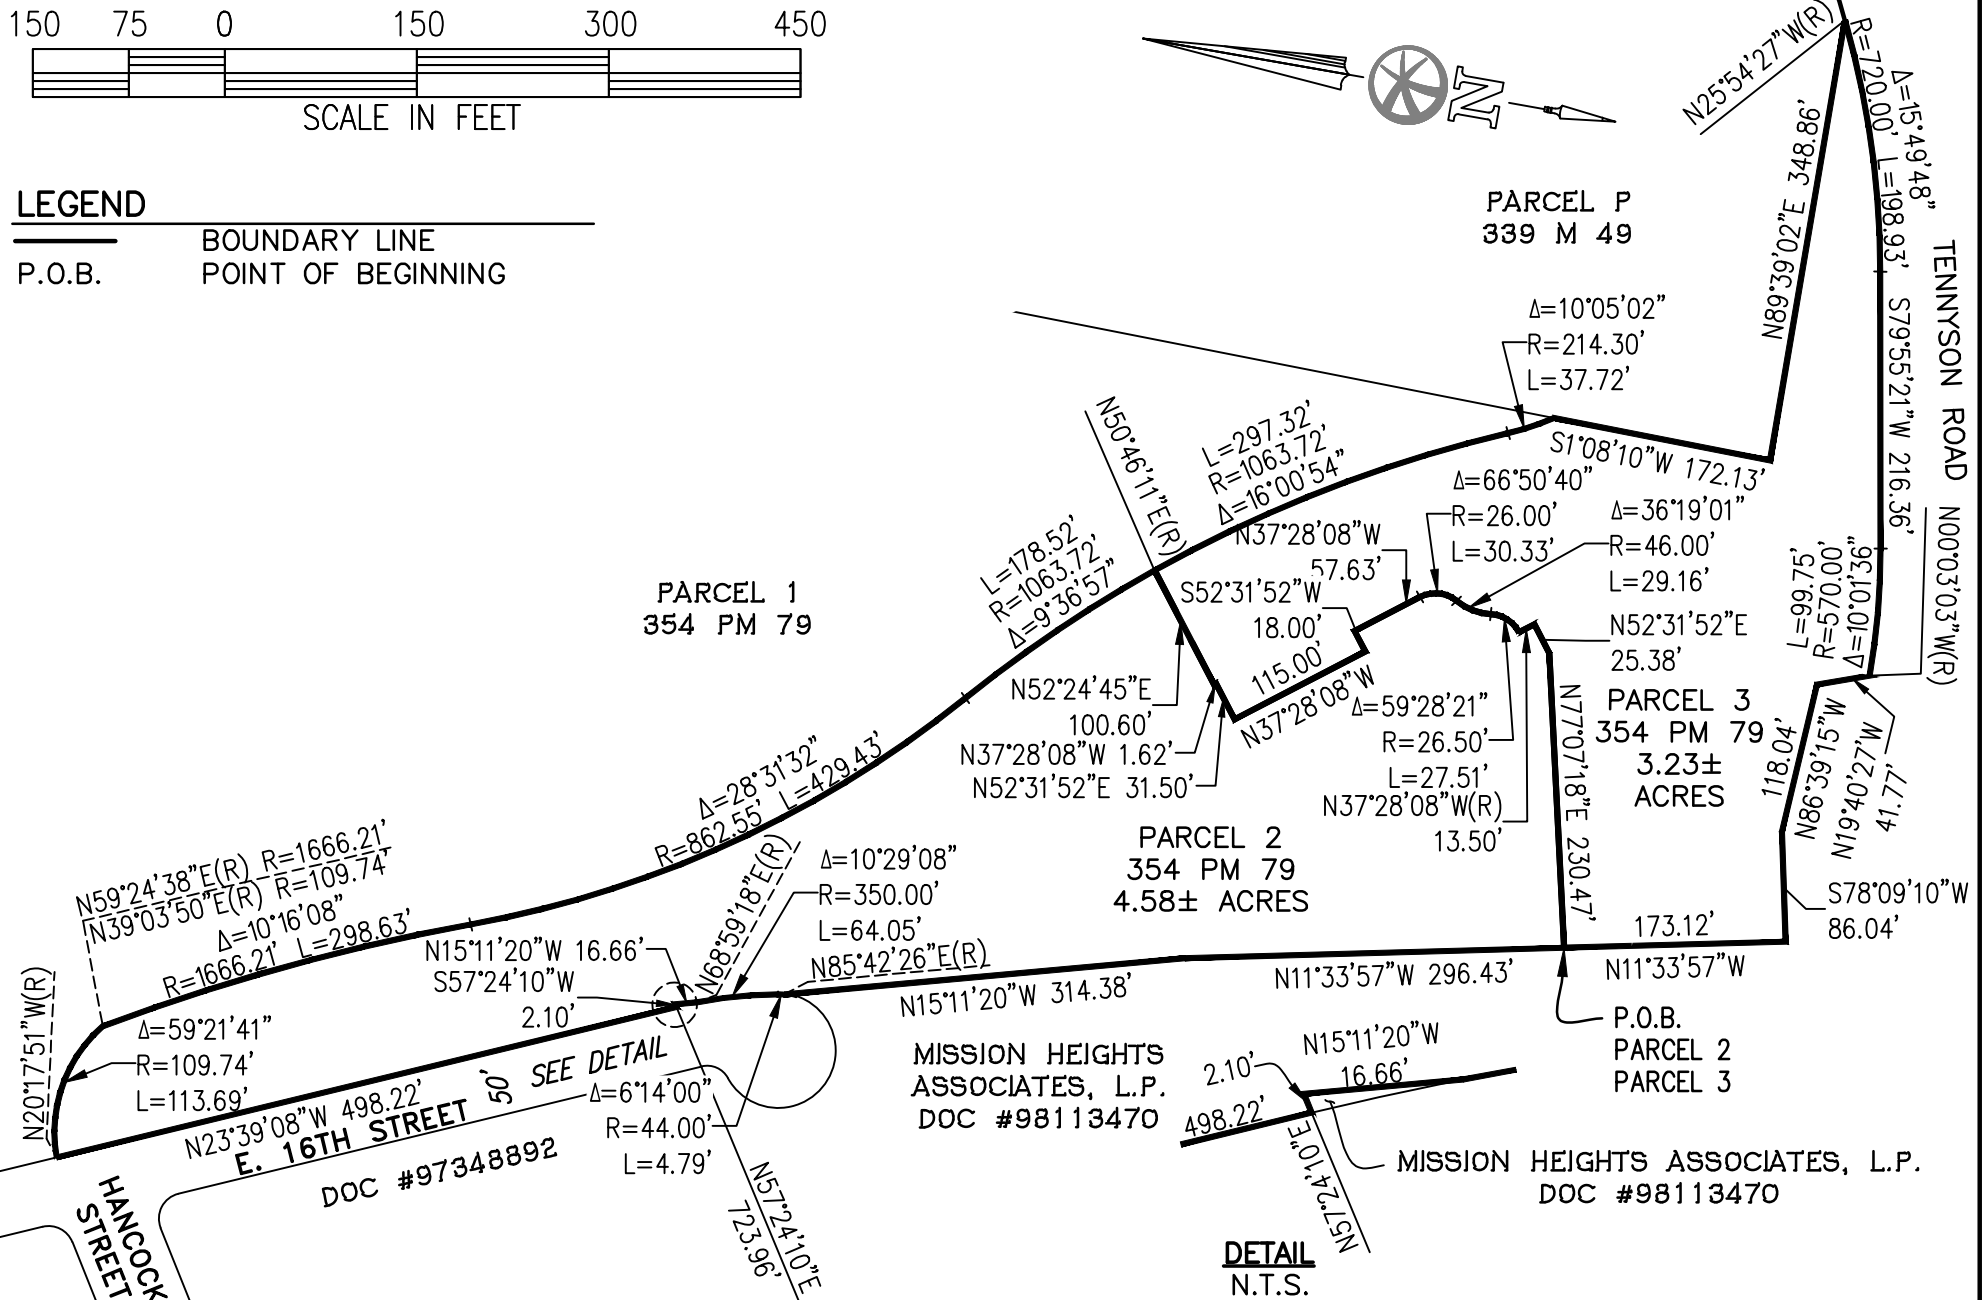 150 75 0 150 300 450
SCALE IN FEET
LEGEND
BOUNDARY LINE
P.O.B. POINT OF BEGINNING
N
N25°54'27"W(R)
R=720.00' L=198.93'
Δ=15°49'48"
N89°39'02"E 348.86'
PARCEL P
339 M 49
TENNYSON ROAD
S79°55'21"W 216.36'
Δ=10°05'02"
R=214.30'
L=37.72'
S1°08'10"W 172.13'
N50°46'11"E(R)
L=297.32'
R=1063.72'
Δ=16°00'54"
L=178.52'
R=1063.72'
Δ=9°36'57"
PARCEL 1
354 PM 79
N37°28'08"W
57.63'
S52°31'52"W
18.00'
Δ=66°50'40"
R=26.00'
L=30.33'
Δ=36°19'01"
R=46.00'
L=29.16'
N52°31'52"E
25.38'
L=99.75'
R=570.00'
Δ=10°01'36"
N00°03'03"W(R)
N52°24'45"E
100.60'
N37°28'08"W 1.62'
N52°31'52"E 31.50'
115.00'
N37°28'08"W
Δ=59°28'21"
R=26.50'
L=27.51'
N37°28'08"W(R)
13.50'
N77°07'18"E 230.47'
PARCEL 3
354 PM 79
3.23±
ACRES
118.04'
N86°39'15"W
N19°40'27"W
41.77'
S78°09'10"W
86.04'
Δ=28°31'32"
R=862.55' L=429.43'
N59°24'38"E(R) R=1666.21'
N39°03'50"E(R) R=109.74'
Δ=10°16'08"
R=1666.21' L=298.63'
N68°59'18"E(R)
Δ=10°29'08"
R=350.00'
L=64.05'
N85°42'26"E(R)
PARCEL 2
354 PM 79
4.58± ACRES
N15°11'20"W 16.66'
S57°24'10"W
2.10'
N15°11'20"W 314.38'
N11°33'57"W 296.43'
173.12'
N11°33'57"W
N20°17'51"W(R)
Δ=59°21'41"
R=109.74'
L=113.69'
N23°39'08"W 498.22'
E. 16TH STREET 50'
SEE DETAIL
DOC #97348892
Δ=6°14'00"
R=44.00'
L=4.79'
N57°24'10"E
723.96'
HANCOCK
STREET
MISSION HEIGHTS
ASSOCIATES, L.P.
DOC #98113470
P.O.B.
PARCEL 2
PARCEL 3
N15°11'20"W
16.66'
2.10'
498.22'
N57°24'10"E
MISSION HEIGHTS ASSOCIATES, L.P.
DOC #98113470
DETAIL
N.T.S.